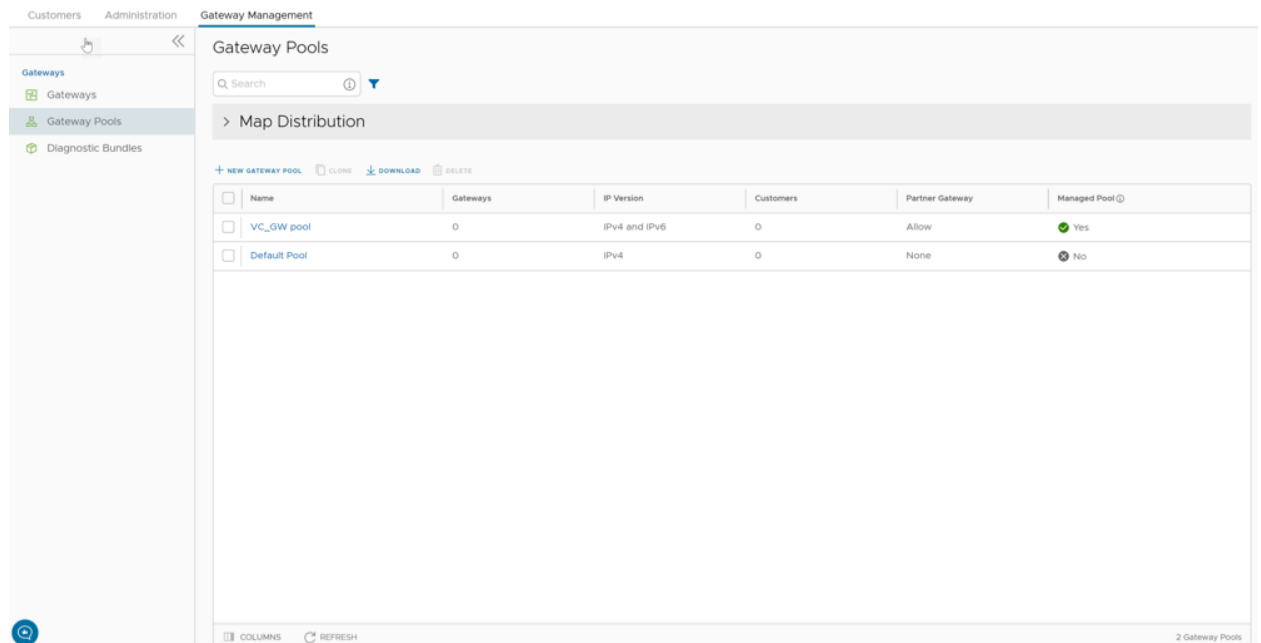 Customers Administration Gateway Management
Gateways
Gateways
Gateway Pools
Diagnostic Bundles
Gateway Pools
Search
Map Distribution
NEW GATEWAY POOL CLONE DOWNLOAD DELETE
Name Gateways IP Version Customers Partner Gateway Managed Pool
VC_GW pool 0 IPv4 and IPv6 0 Allow Yes
Default Pool 0 IPv4 0 None No
COLUMNS REFRESH 2 Gateway Pools